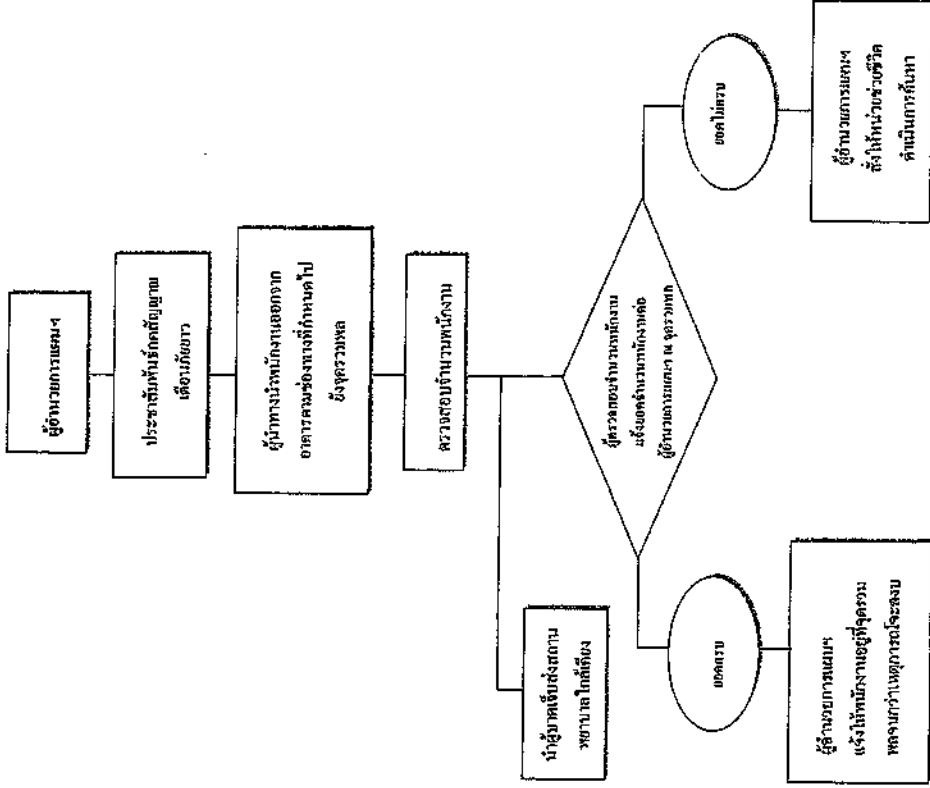 ผู้อำนวยการแผนฯ
ประชาสัมพันธ์กดสัญญาณ
เตือนภัยยาว
ผู้นำทางนำพนักงานออกจาก
อาคารตามช่องทางที่กำหนดไป
ยังจุดรวมพล
ตรวจสอบจำนวนพนักงาน
นำผู้บาดเจ็บส่งสถาน
พยาบาลใกล้เคียง
ผู้ตรวจสอบจำนวนพนักงาน
แจ้งยอดจำนวนพนักงานต่อ
ผู้อำนวยการแผนฯ ณ จุดรวมพล
ยอดครบ
ยอดไม่ครบ
ผู้อำนวยการแผนฯ
แจ้งให้พนักงานอยู่ที่จุดรวม
พลจนกว่าเหตุการณ์จะสงบ
ผู้อำนวยการแผนฯ
สั่งให้หน่วยช่วยชีวิต
ดำเนินการค้นหา